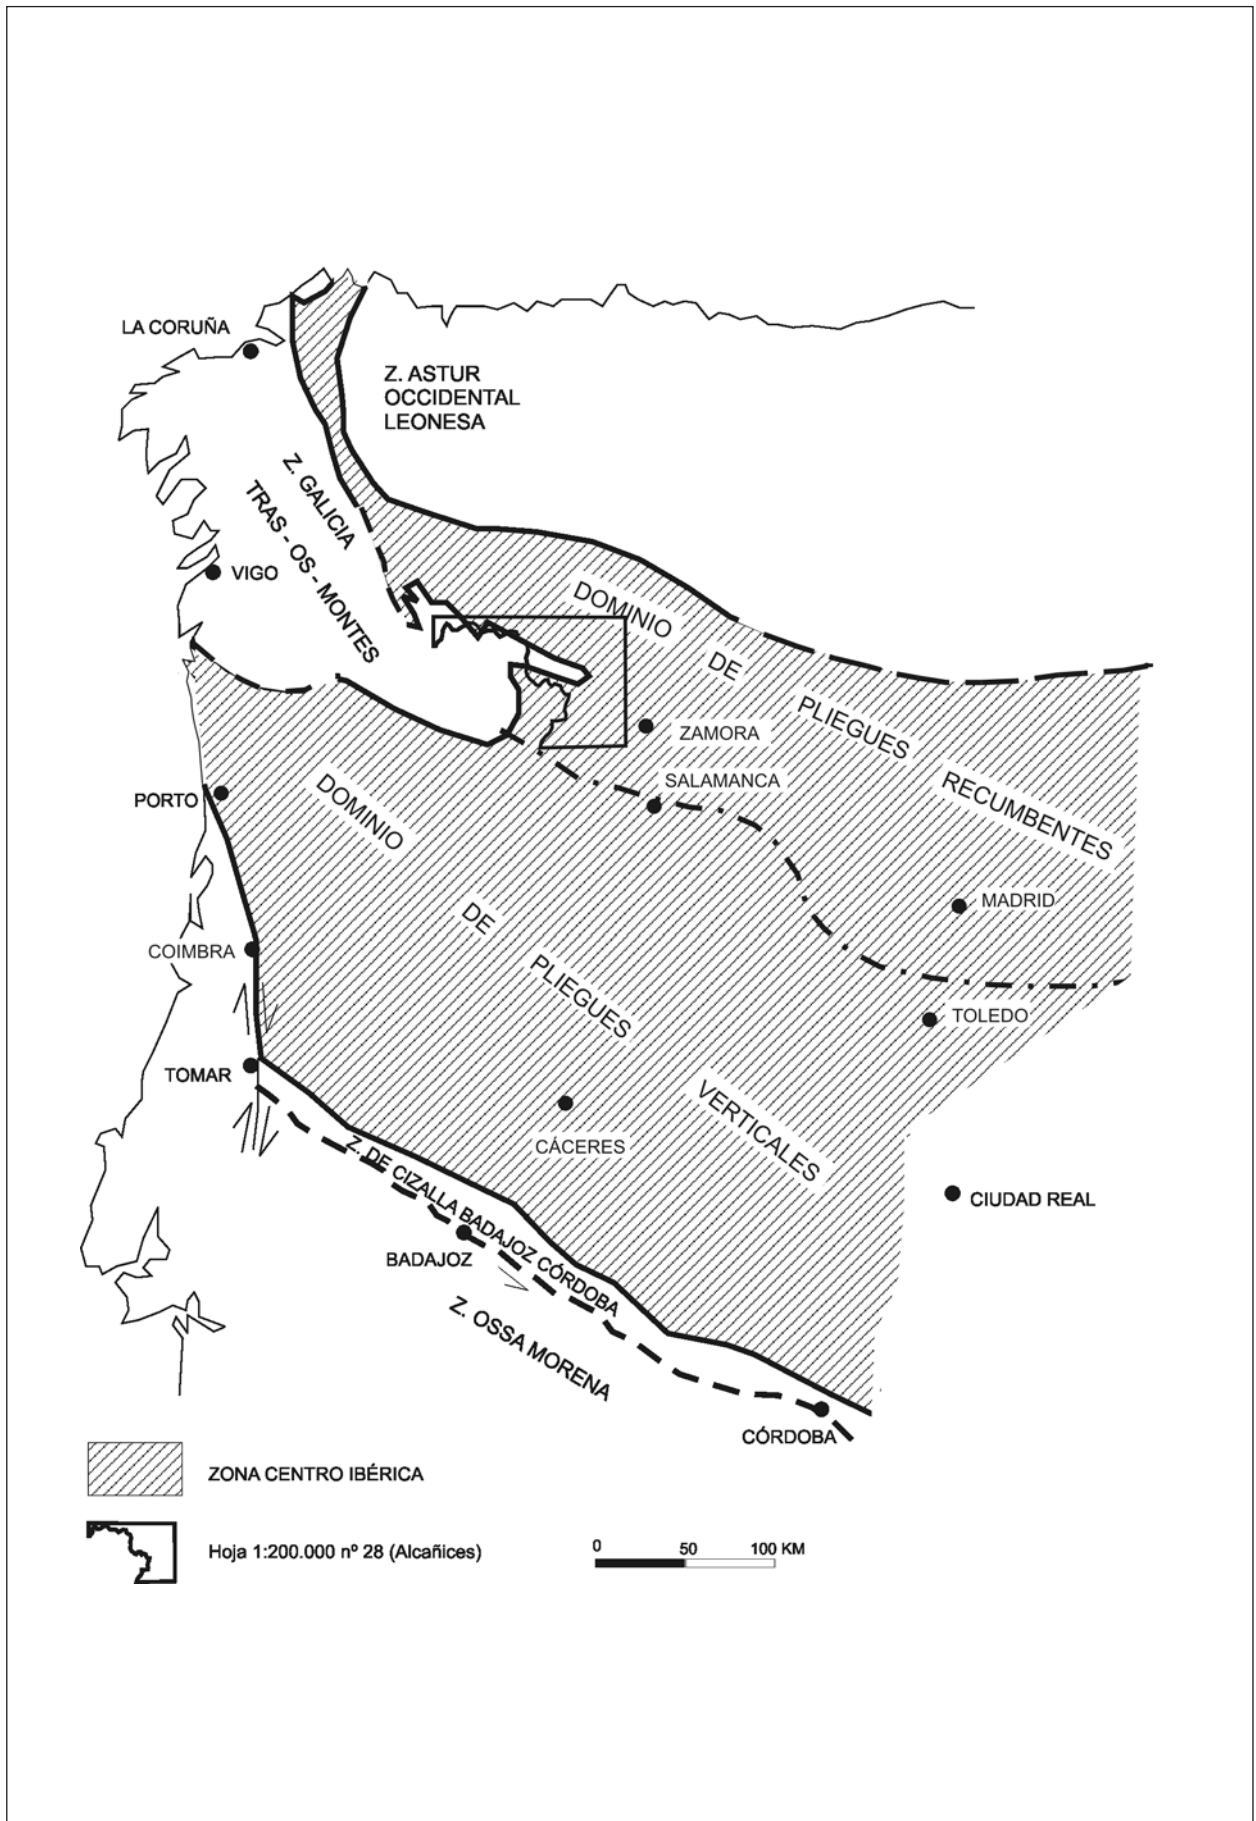 LA CORUÑA
Z. ASTUR
OCCIDENTAL
LEONESA
Z. GALICIA
TRAS - OS - MONTES
VIGO
DOMINIO
DE
PLIEGUES
RECUMBENTES
ZAMORA
SALAMANCA
PORTO
DOMINIO
DE
PLIEGUES
VERTICALES
MADRID
COIMBRA
TOLEDO
TOMAR
CÁCERES
CIUDAD REAL
Z. DE CIZALLA BADAJOZ CÓRDOBA
BADAJOZ
Z. OSSA MORENA
CÓRDOBA
ZONA CENTRO IBÉRICA
Hoja 1:200.000 nº 28 (Alcañices)
0 50 100 KM